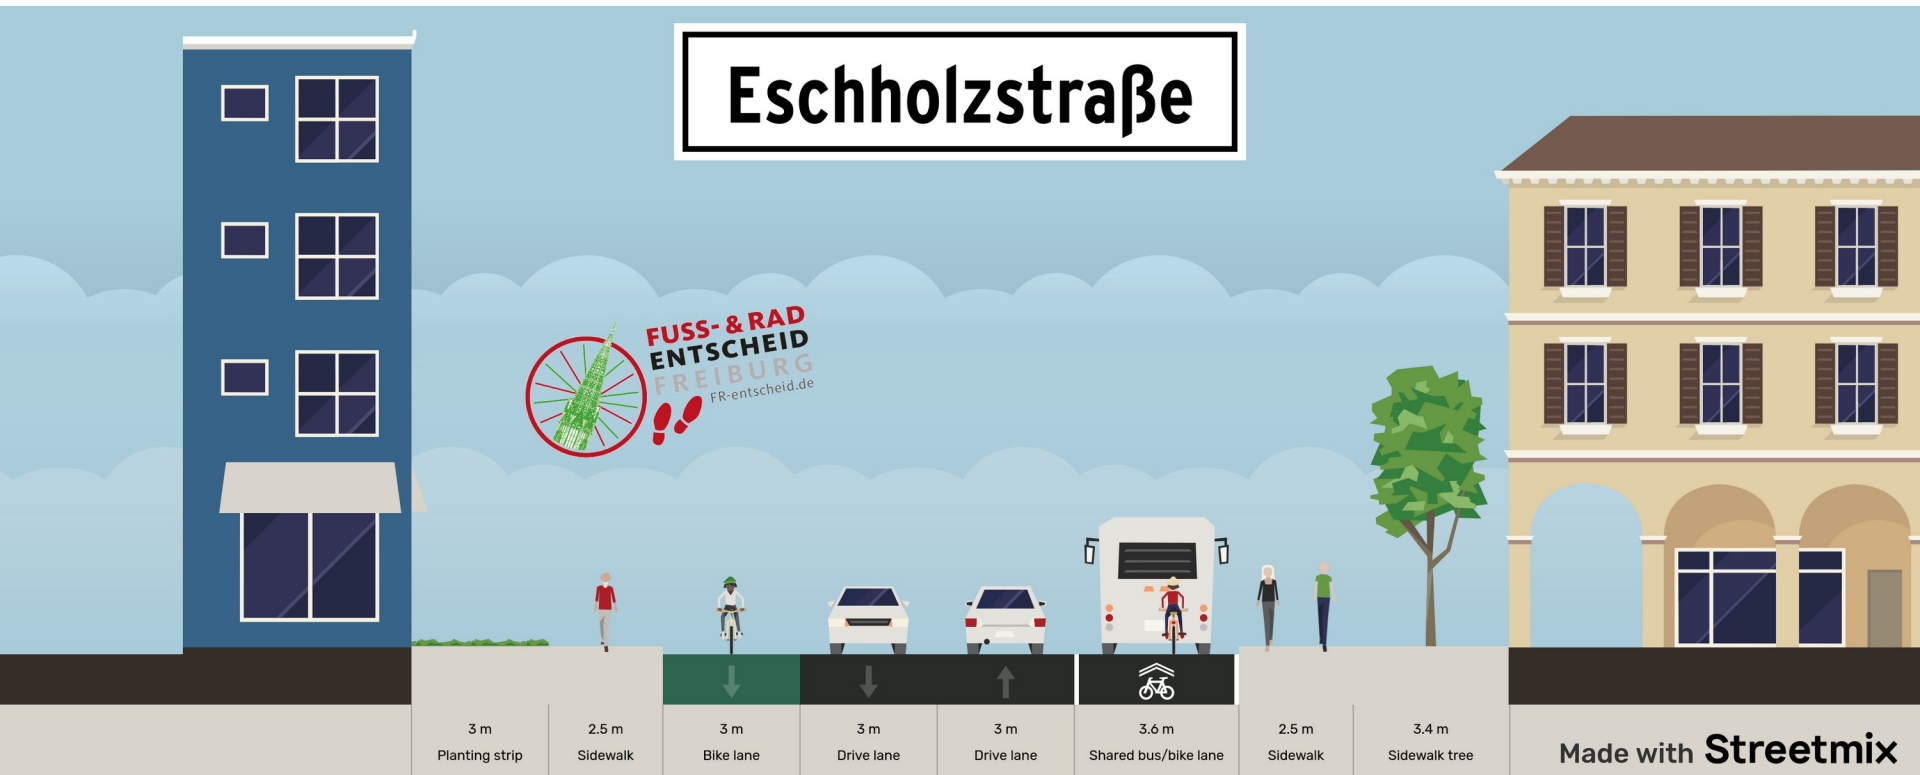 Eschholzstraße
FUSS- & RAD
ENTSCHEID
FREIBURG
FR-entscheid.de
3 m
Planting strip
2.5 m
Sidewalk
3 m
Bike lane
3 m
Drive lane
3 m
Drive lane
3.6 m
Shared bus/bike lane
2.5 m
Sidewalk
3.4 m
Sidewalk tree
Made with Streetmix